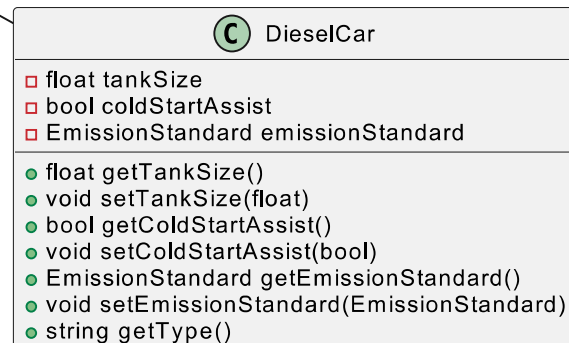 C DieselCar
float tankSize
bool coldStartAssist
EmissionStandard emissionStandard
float getTankSize()
void setTankSize(float)
bool getColdStartAssist()
void setColdStartAssist(bool)
EmissionStandard getEmissionStandard()
void setEmissionStandard(EmissionStandard)
string getType()